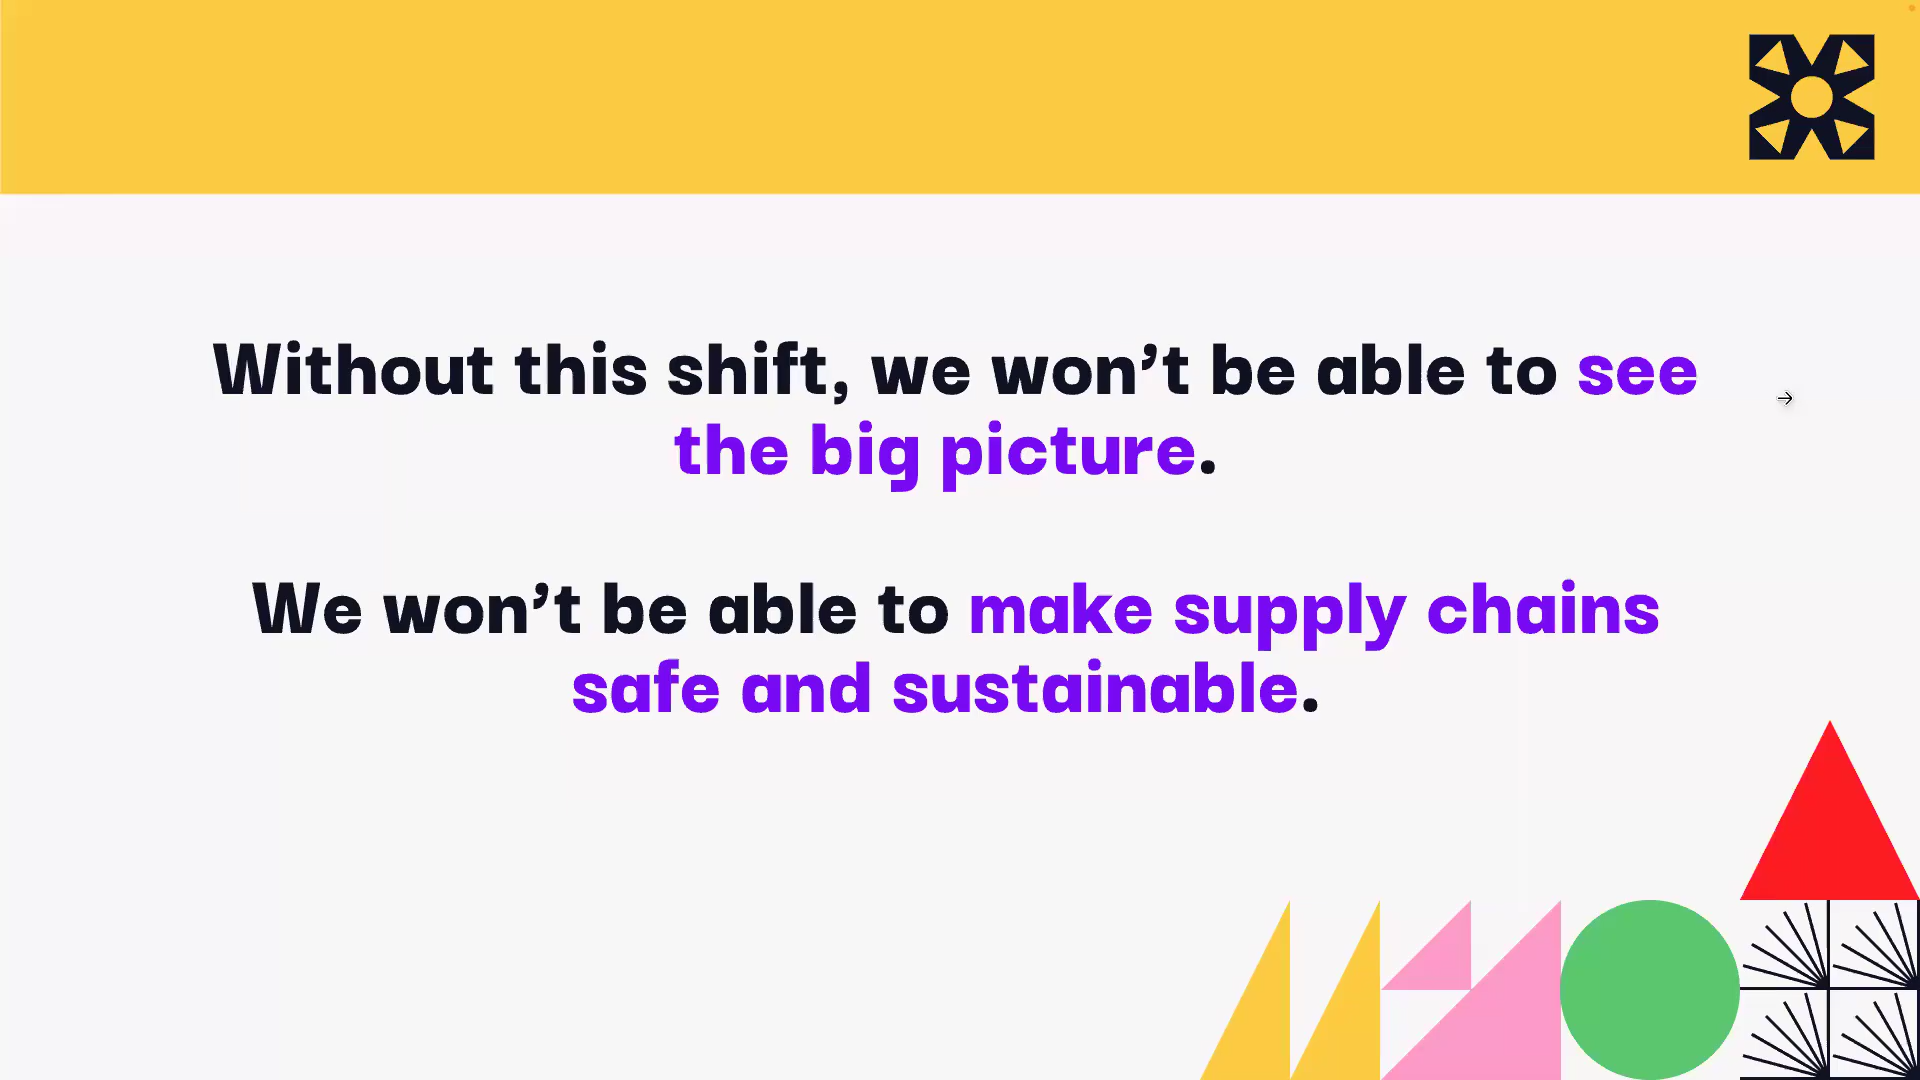 Without this shift, we won’t be able to see
the big picture.
We won’t be able to make supply chains
safe and sustainable.